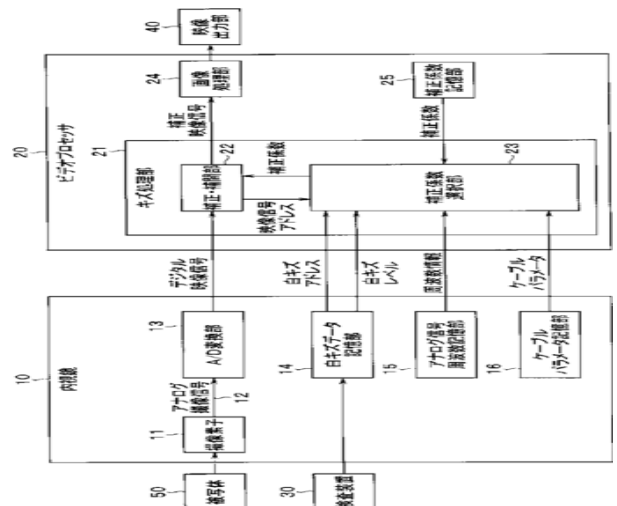 50
被写体
30
検査装置
10
内視鏡
11
撮像素子
アナログ
撮像信号
12
13
A/D変換部
14
白キズデータ
記憶部
15
アナログ信号
周波数記憶部
16
ケーブル
パラメータ記憶部
デジタル
映像信号
白キズ
アドレス
白キズ
レベル
周波数情報
ケーブル
パラメータ
20
ビデオプロセッサ
21
キズ処理部
22
補正・補間部
映像信号
アドレス
補正係数
23
補正係数
選択部
補正
映像信号
補正係数
24
画像
処理部
25
補正係数
記憶部
40
映像
出力部